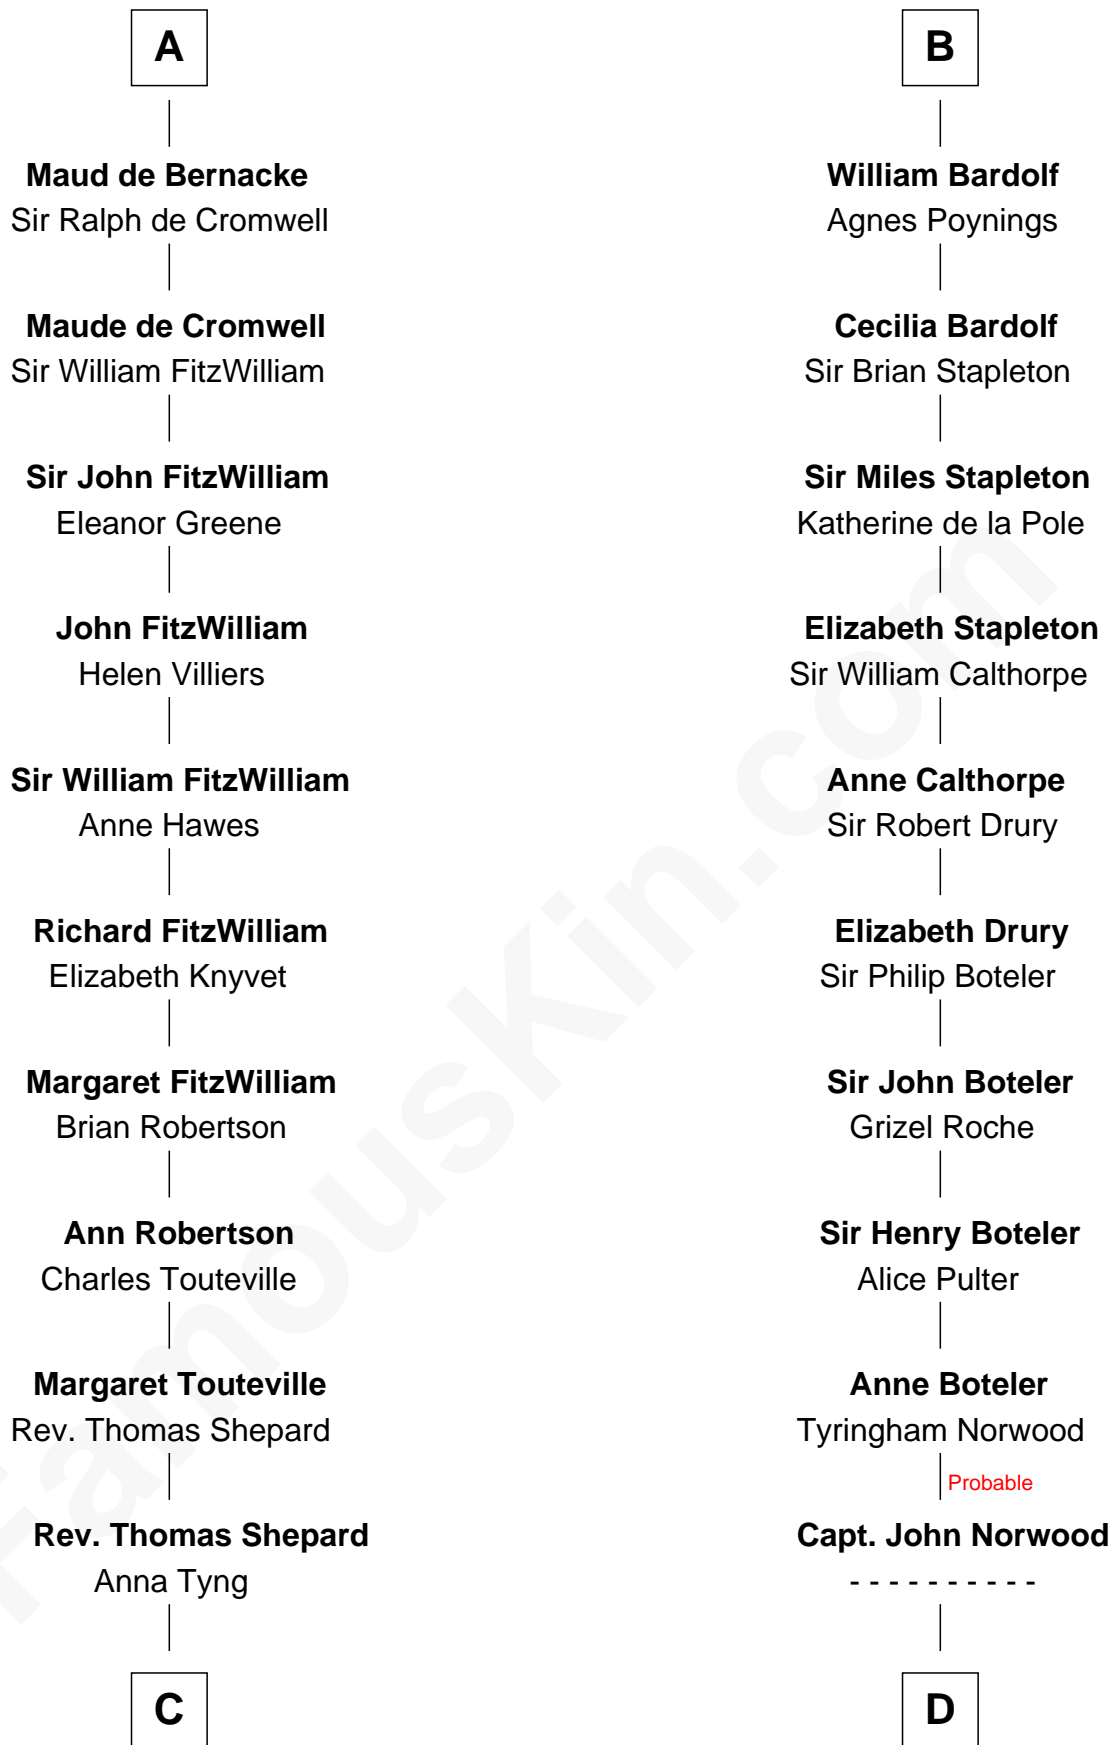 A
Maud de Bernacke
Sir Ralph de Cromwell
Maude de Cromwell
Sir William FitzWilliam
Sir John FitzWilliam
Eleanor Greene
John FitzWilliam
Helen Villiers
Sir William FitzWilliam
Anne Hawes
Richard FitzWilliam
Elizabeth Knyvet
Margaret FitzWilliam
Brian Robertson
Ann Robertson
Charles Touteville
Margaret Touteville
Rev. Thomas Shepard
Rev. Thomas Shepard
Anna Tyng
C
B
William Bardolf
Agnes Poynings
Cecilia Bardolf
Sir Brian Stapleton
Sir Miles Stapleton
Katherine de la Pole
Elizabeth Stapleton
Sir William Calthorpe
Anne Calthorpe
Sir Robert Drury
Elizabeth Drury
Sir Philip Boteler
Sir John Boteler
Grizel Roche
Sir Henry Boteler
Alice Pulter
Anne Boteler
Tyringham Norwood
Probable
Capt. John Norwood
- - - - - - - - - -
D
FamousKin.com